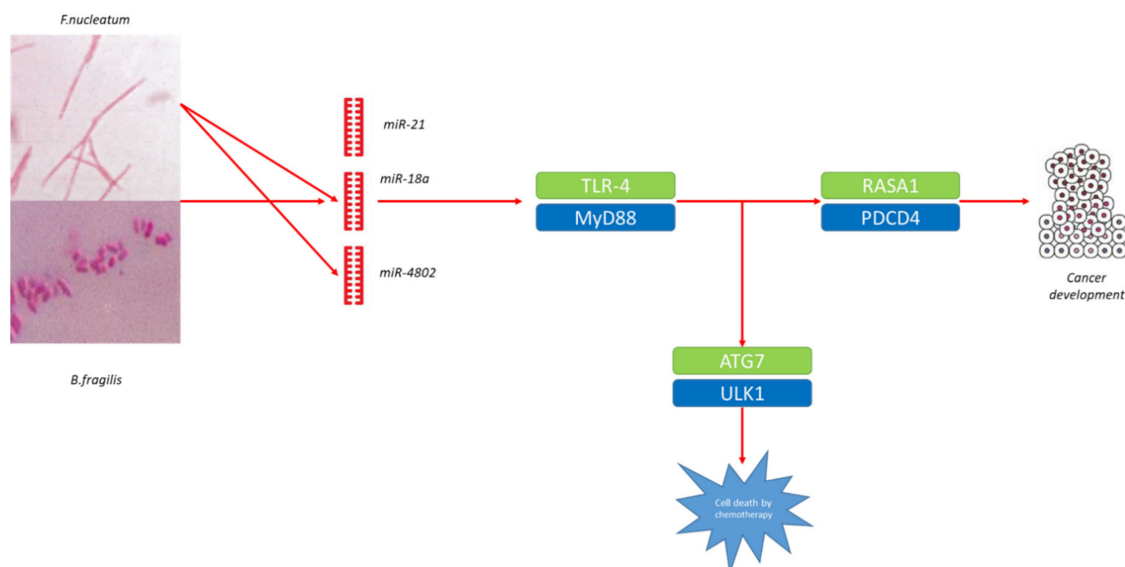 F.nucleatum
miR-21
miR-18a
miR-4802
TLR-4
MyD88
RASA1
PDCD4
Cancer
development
B.fragilis
ATG7
ULK1
Cell death by
chemotherapy